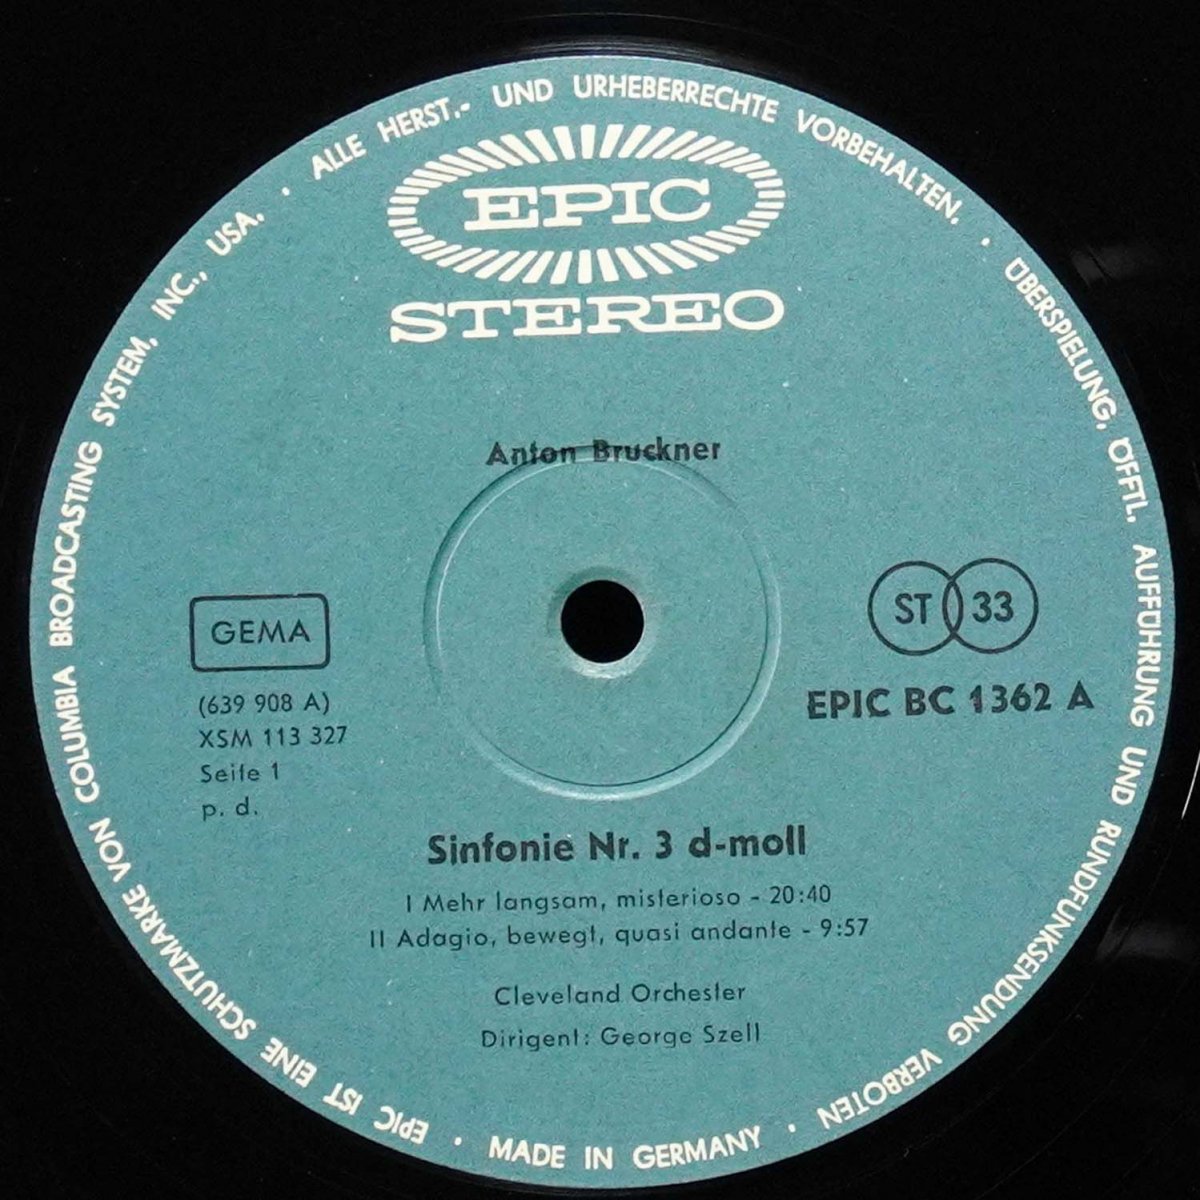 EPIC
STEREO
Anton Bruckner
GEMA
(639 908 A)
XSM 113 327
Seite 1
p. d.
ST 33
EPIC BC 1362 A
Sinfonie Nr. 3 d-moll
I Mehr langsam, misterioso - 20:40
II Adagio, bewegt, quasi andante - 9:57
Cleveland Orchester
Dirigent: George Szell
EPIC IST EINE SCHUTZMARKE VON COLUMBIA BROADCASTING SYSTEM, INC., USA. · ALLE HERST.- UND URHEBERRECHTE VORBEHALTEN. · ÜBERSPIELUNG, ÖFFTL. AUFFÜHRUNG UND RUNDFUNKSENDUNG VERBOTEN · MADE IN GERMANY ·